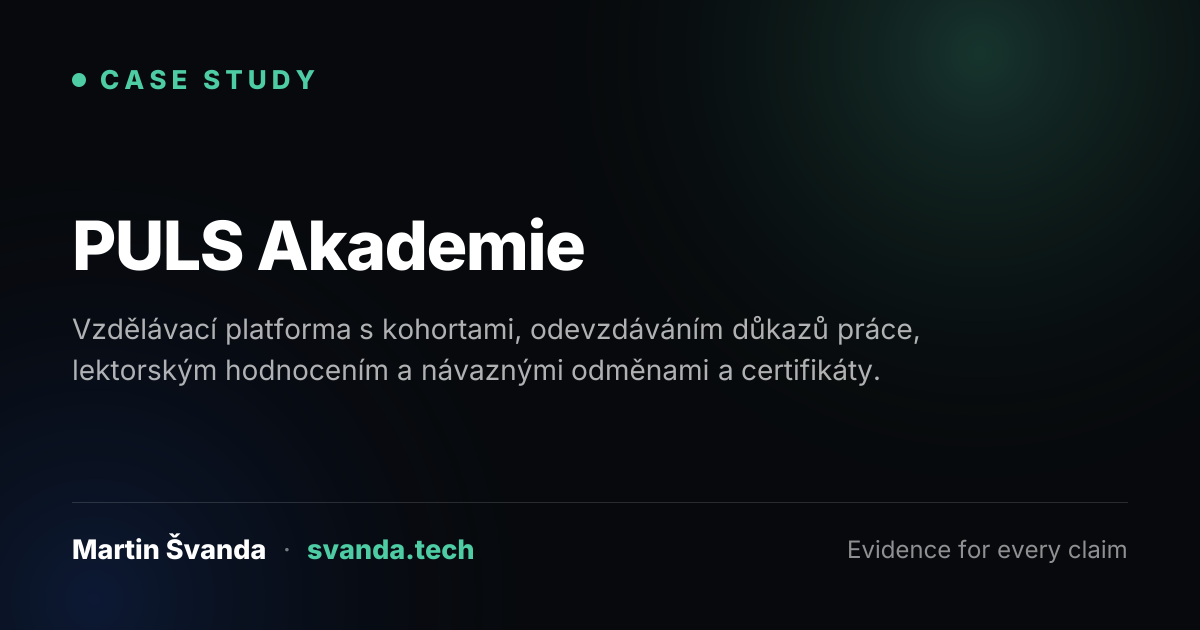 CASE STUDY
PULS Akademie
Vzdělávací platforma s kohortami, odevzdáváním důkazů práce,
lektorským hodnocením a návaznými odměnami a certifikáty.
Martin Švanda · svanda.tech
Evidence for every claim